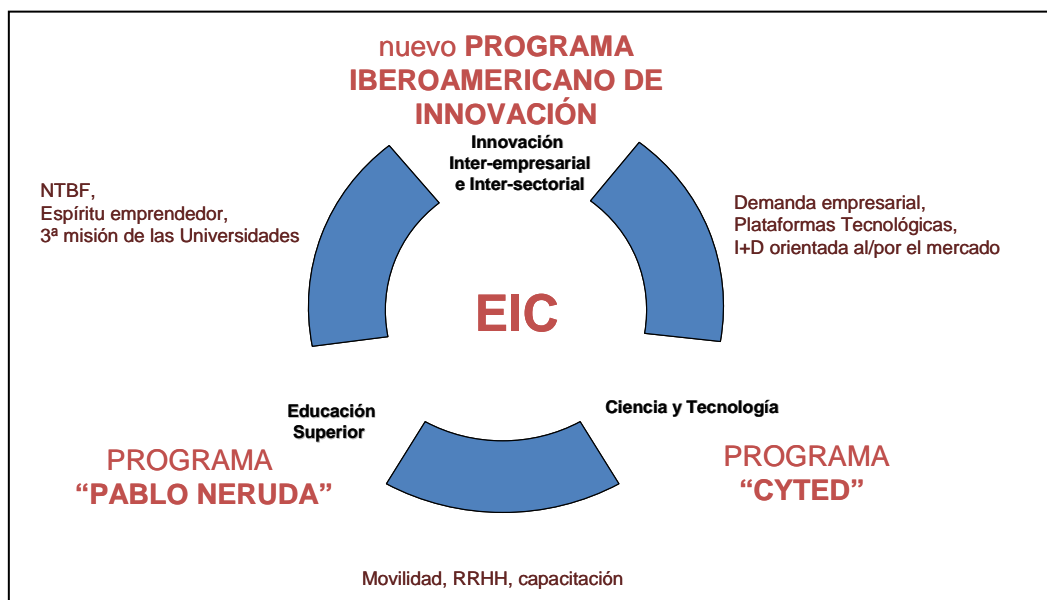 nuevo PROGRAMA
IBEROAMERICANO DE
INNOVACIÓN
Innovación
Inter-empresarial
e Inter-sectorial
NTBF,
Espíritu emprendedor,
3ª misión de las Universidades
Demanda empresarial,
Plataformas Tecnológicas,
I+D orientada al/por el mercado
EIC
Educación
Superior
Ciencia y Tecnología
PROGRAMA
“PABLO NERUDA”
PROGRAMA
“CYTED”
Movilidad, RRHH, capacitación